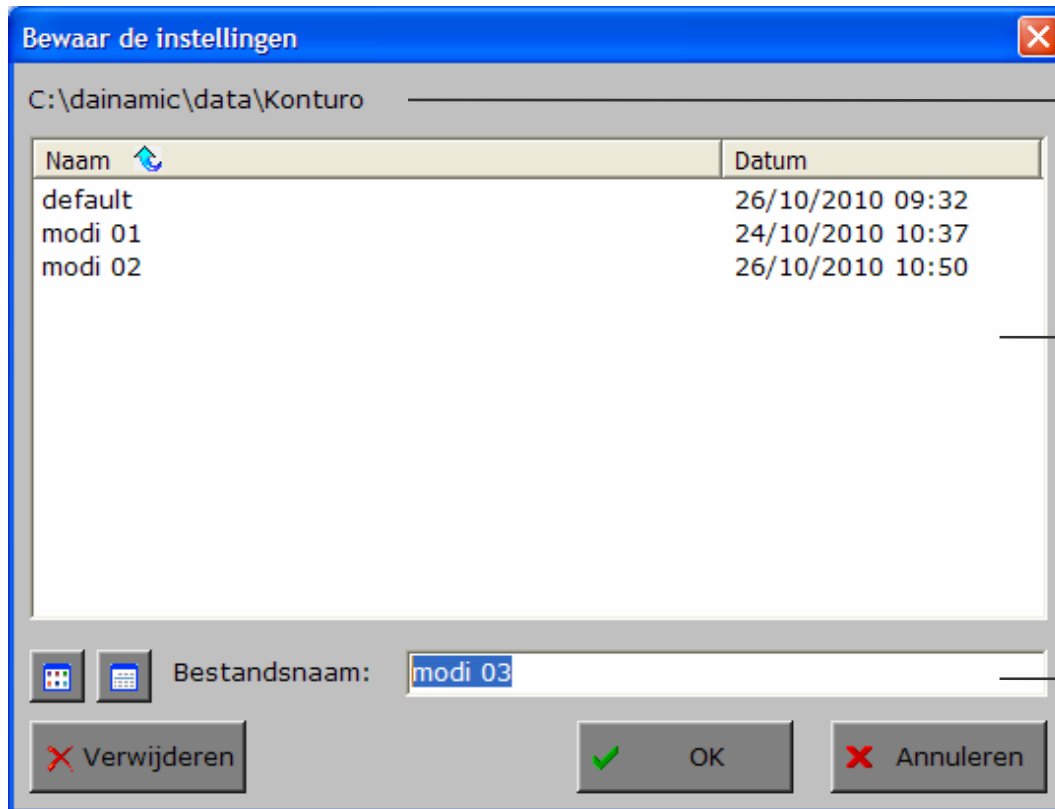 Bewaar de instellingen
C:\dainamic\data\Konturo
Naam Datum
default 26/10/2010 09:32
modi 01 24/10/2010 10:37
modi 02 26/10/2010 10:50
Bestandsnaam: modi 03
Verwijderen OK Annuleren